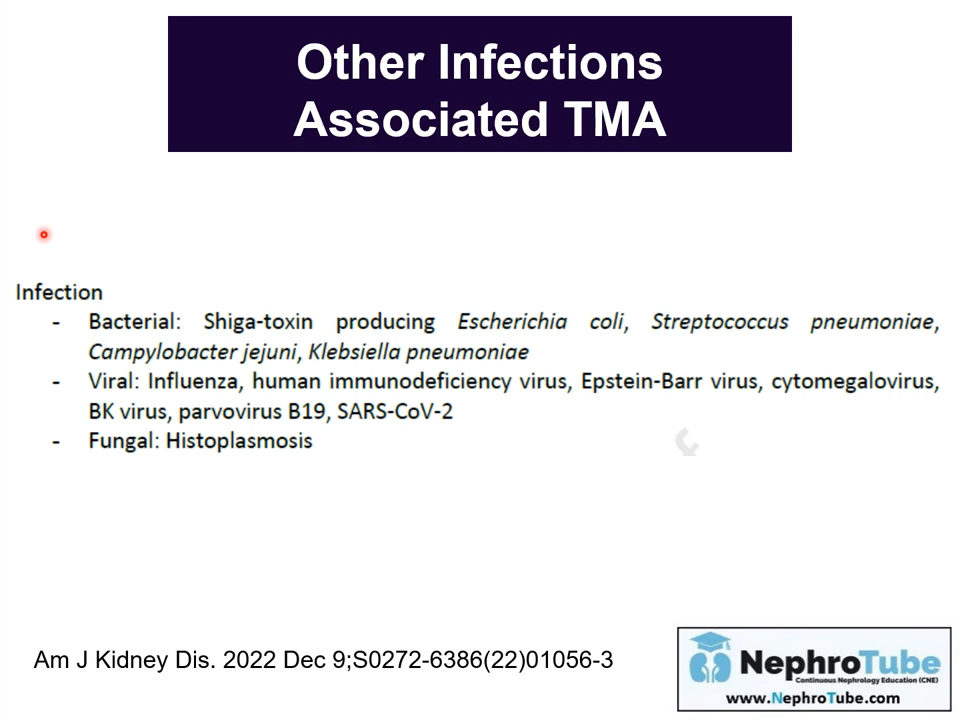 Other Infections
Associated TMA
Infection
- Bacterial: Shiga-toxin producing Escherichia coli, Streptococcus pneumoniae,
Campylobacter jejuni, Klebsiella pneumoniae
- Viral: Influenza, human immunodeficiency virus, Epstein-Barr virus, cytomegalovirus,
BK virus, parvovirus B19, SARS-CoV-2
- Fungal: Histoplasmosis
Am J Kidney Dis. 2022 Dec 9;S0272-6386(22)01056-3
NephroTube
Continuous Nephrology Education (CNE)
www.NephroTube.com